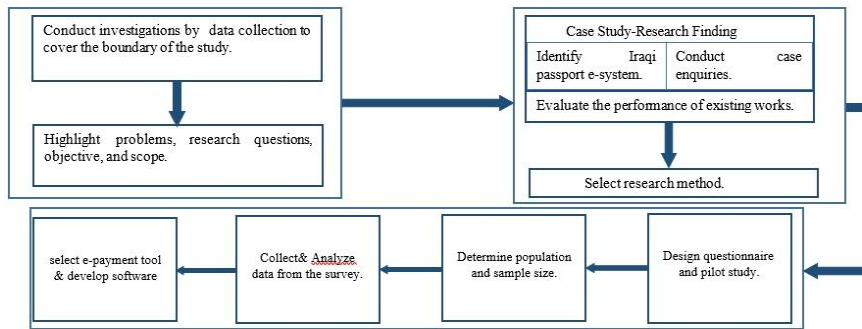 Conduct investigations by data collection to
cover the boundary of the study.
Highlight problems, research questions,
objective, and scope.
Case Study-Research Finding
Identify Iraqi
passport e-system.
Conduct case
enquiries.
Evaluate the performance of existing works.
Select research method.
Design questionnaire
and pilot study.
Determine population
and sample size.
Collect& Analyze
data from the survey.
select e-payment tool
& develop software